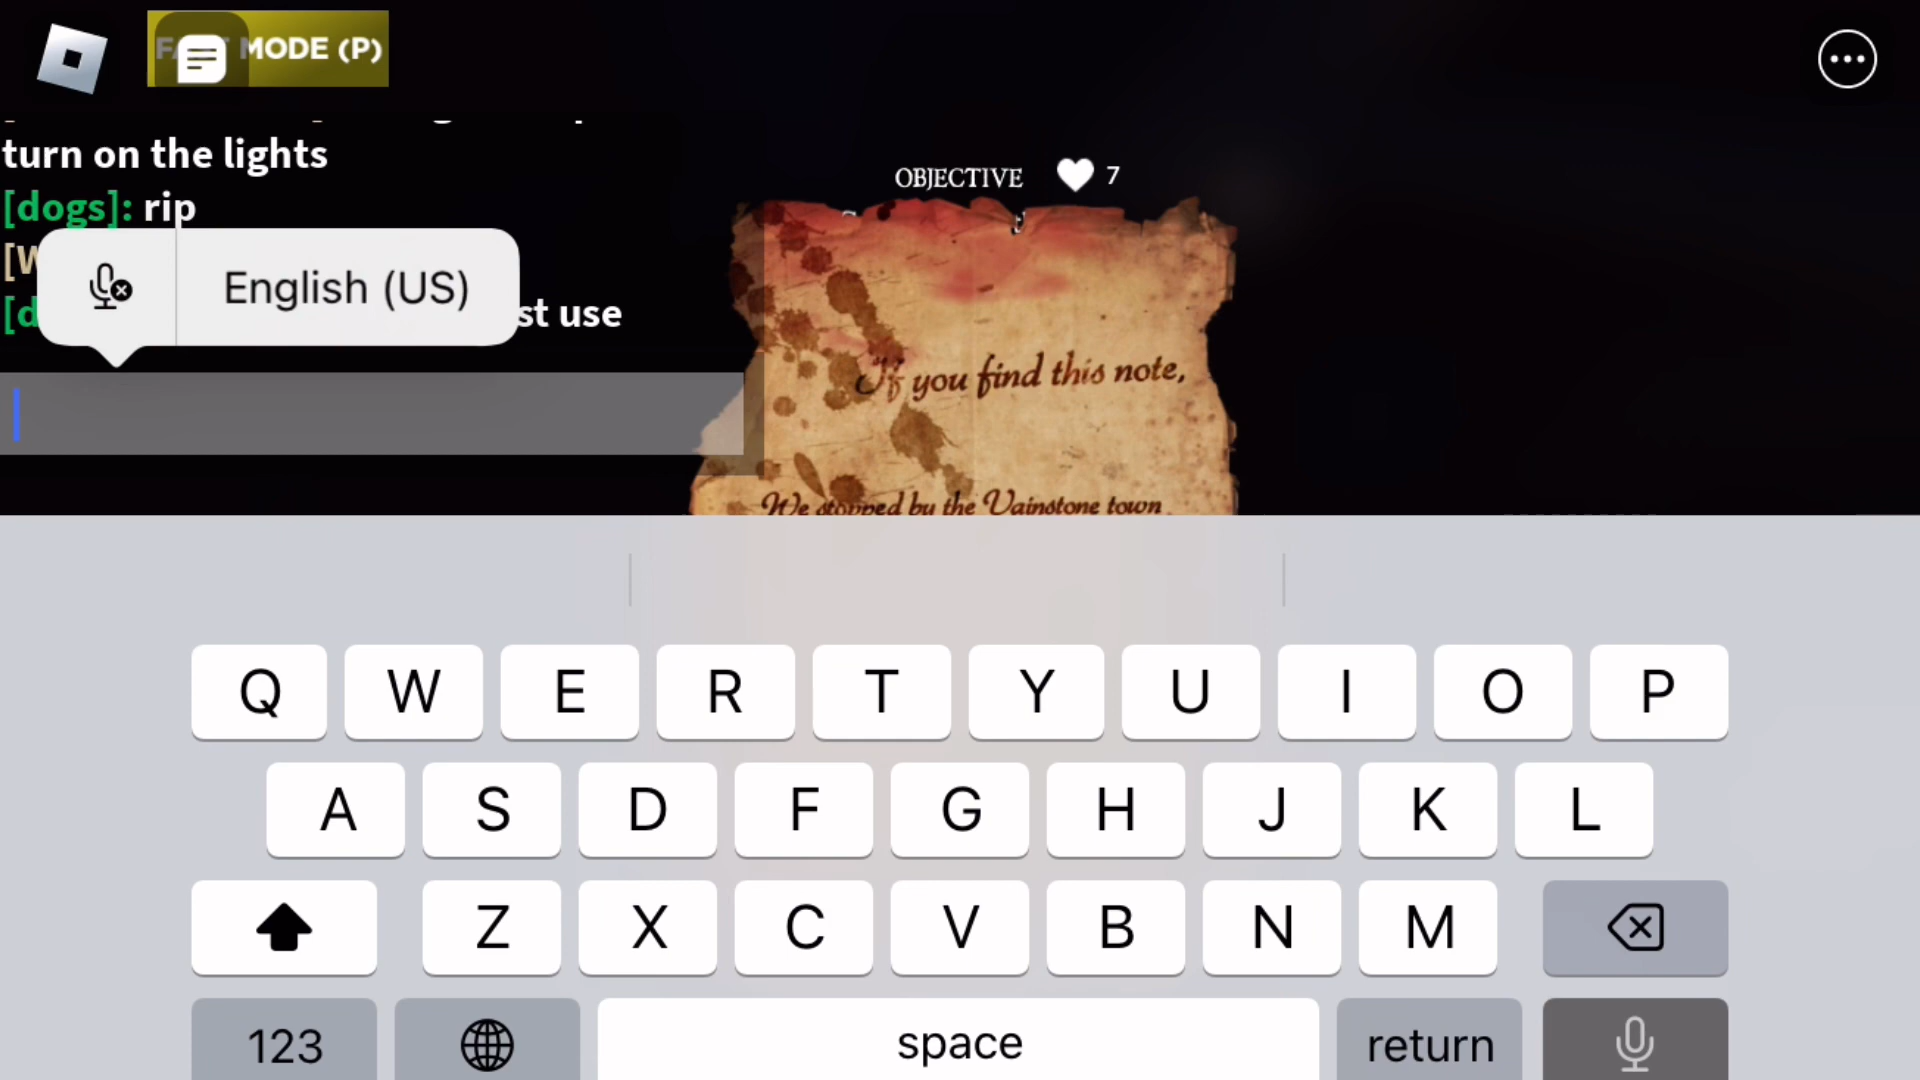 MODE (P)
turn on the lights
[dogs]: rip
English (US)
st use
OBJECTIVE 7
If you find this note,
We stopped by the Vainstone town
Q W E R T Y U I O P
A S D F G H J K L
Z X C V B N M
123 space return